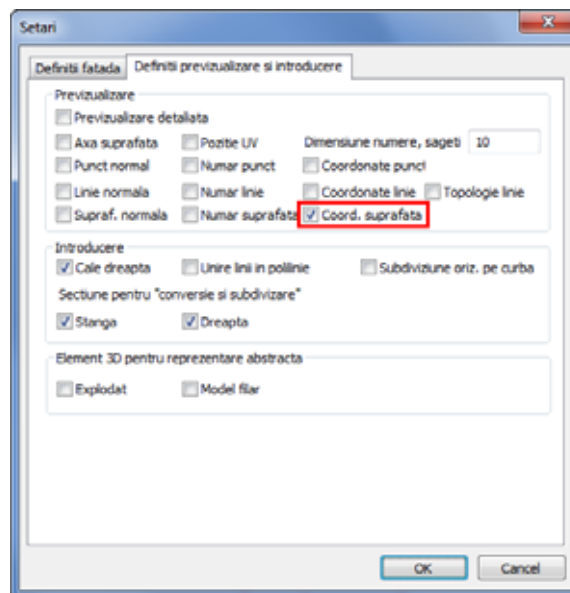 Setari
Definitii fatada Definitii previzualizare si introducere
Previzualizare
Previzualizare detaliata
Axa suprafata Pozitie UV Dimensiune numere, sageti 10
Punct normal Numar punct Coordonate punct
Linie normala Numar linie Coordonate linie Topologie linie
Supraf. normala Numar suprafata Coord. suprafata
Introducere
Cale dreapta Unire linii in polilinie Subdiviziune oriz. pe curba
Sectiune pentru "conversie si subdivizare"
Stanga Dreapta
Element 3D pentru reprezentare abstracta
Explodat Model filar
OK Cancel